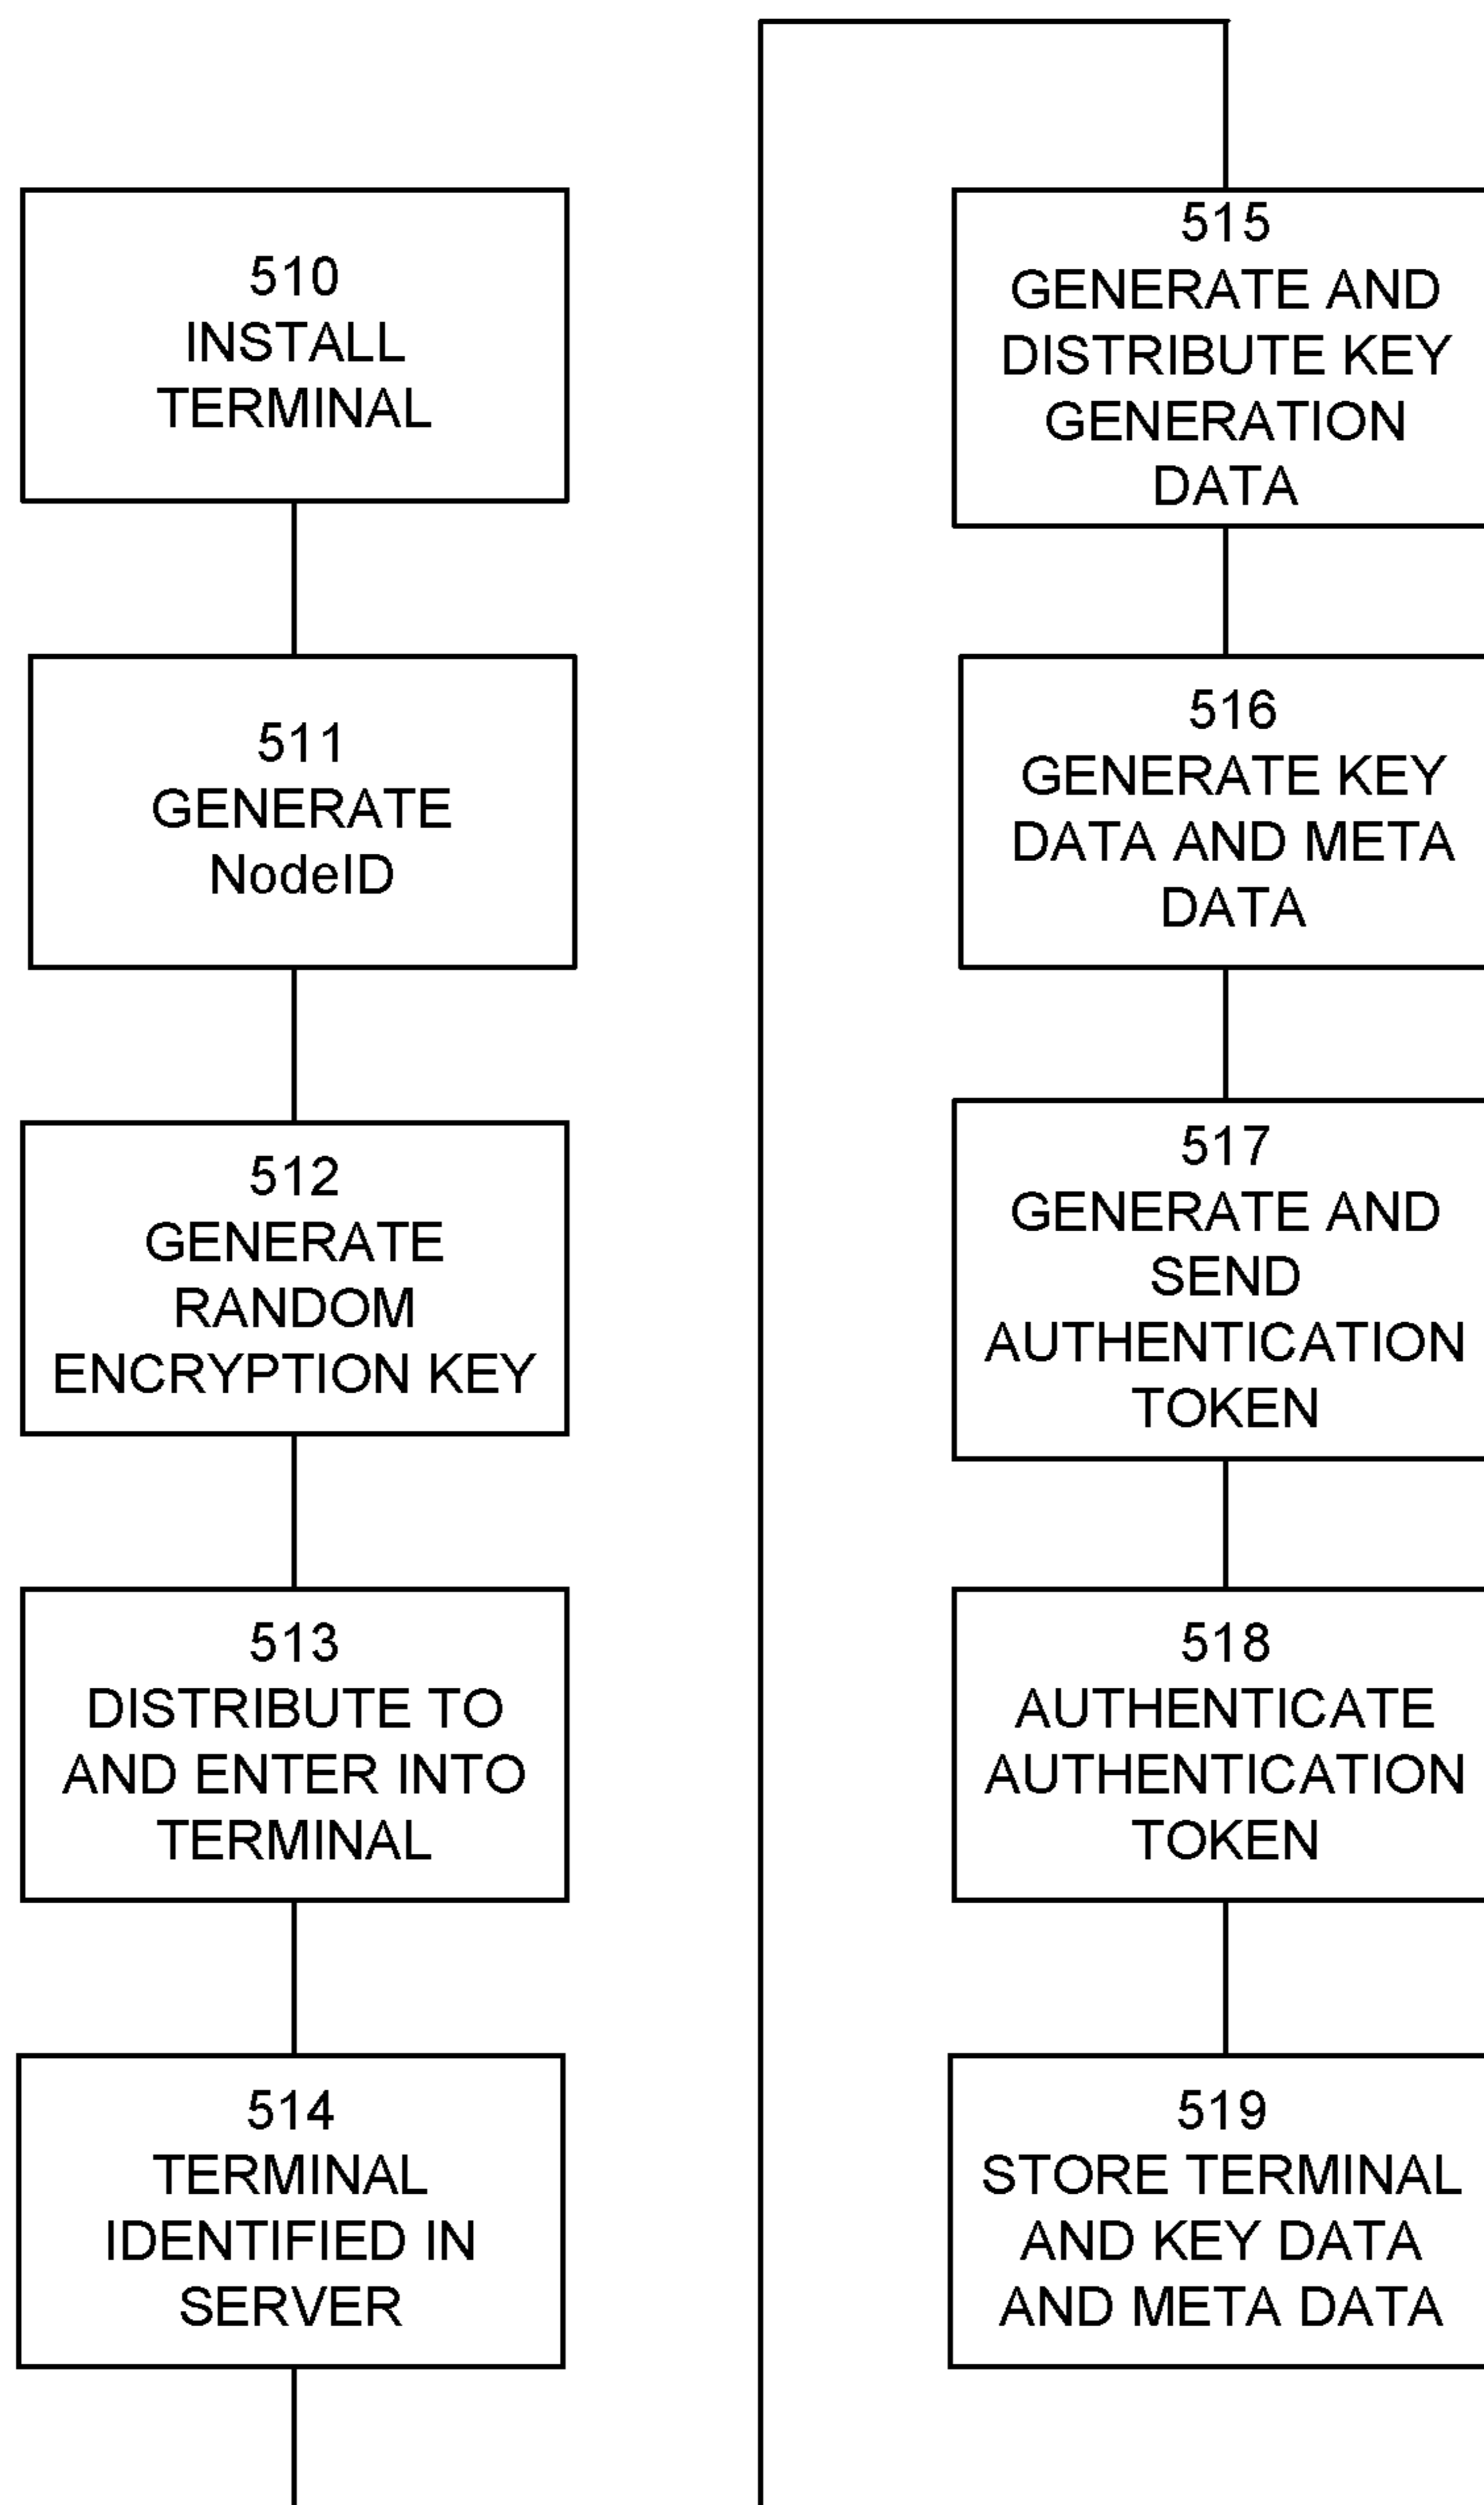 510
INSTALL
TERMINAL
511
GENERATE
NodeID
512
GENERATE
RANDOM
ENCRYPTION KEY
513
DISTRIBUTE TO
AND ENTER INTO
TERMINAL
514
TERMINAL
IDENTIFIED IN
SERVER
515
GENERATE AND
DISTRIBUTE KEY
GENERATION
DATA
516
GENERATE KEY
DATA AND META
DATA
517
GENERATE AND
SEND
AUTHENTICATION
TOKEN
518
AUTHENTICATE
AUTHENTICATION
TOKEN
519
STORE TERMINAL
AND KEY DATA
AND META DATA